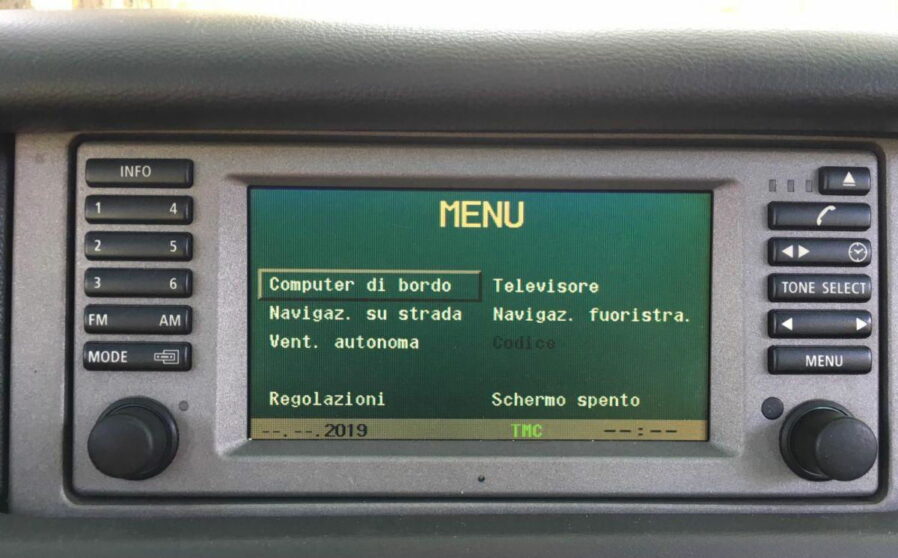 INFO
1 4
2 5
3 6
FM AM
MODE
MENU
Computer di bordo Televisore
Navigaz. su strada Navigaz. fuoristra.
Vent. autonoma Codice
Regolazioni Schermo spento
--.--.2019 TMC --:--
TONE SELECT
MENU